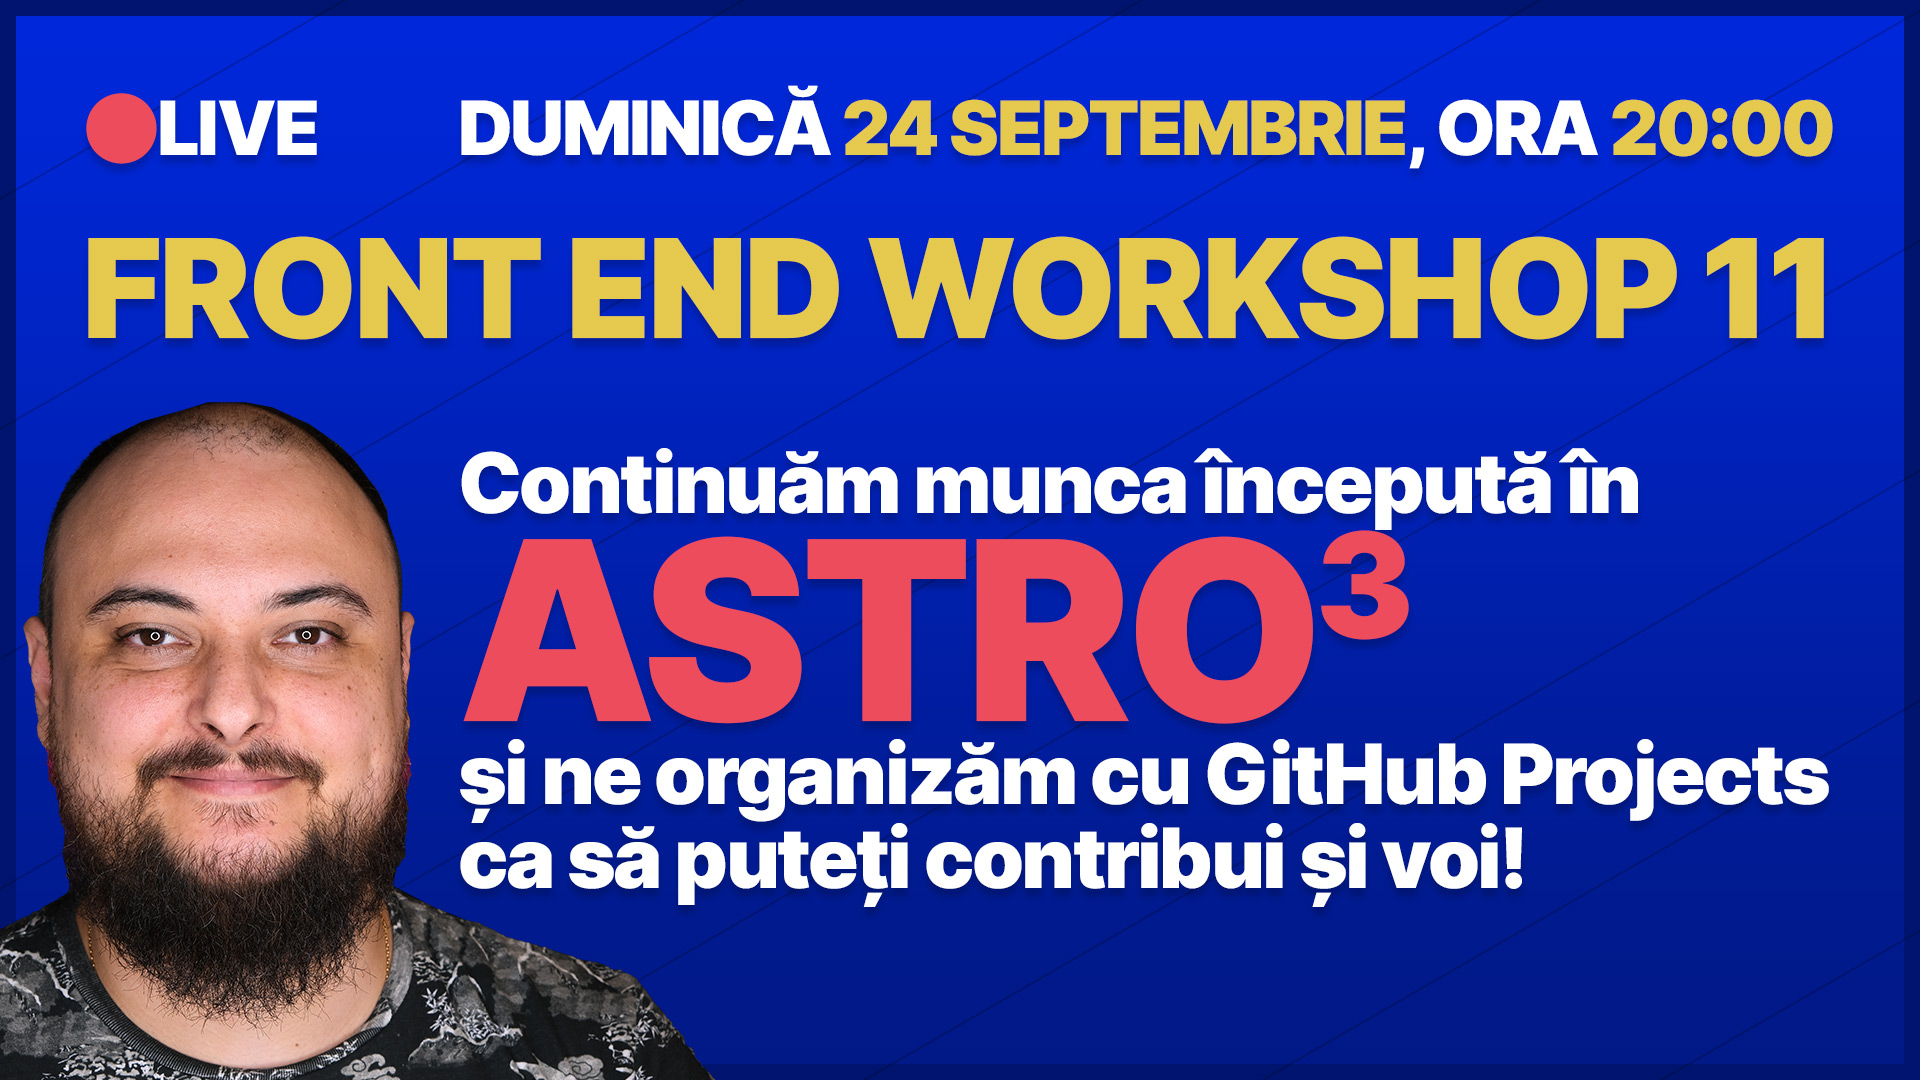 LIVE
DUMINICĂ 24 SEPTEMBRIE, ORA 20:00
FRONT END WORKSHOP 11
Continuăm munca începută în
ASTRO³
și ne organizăm cu GitHub Projects
ca să puteți contribui și voi!